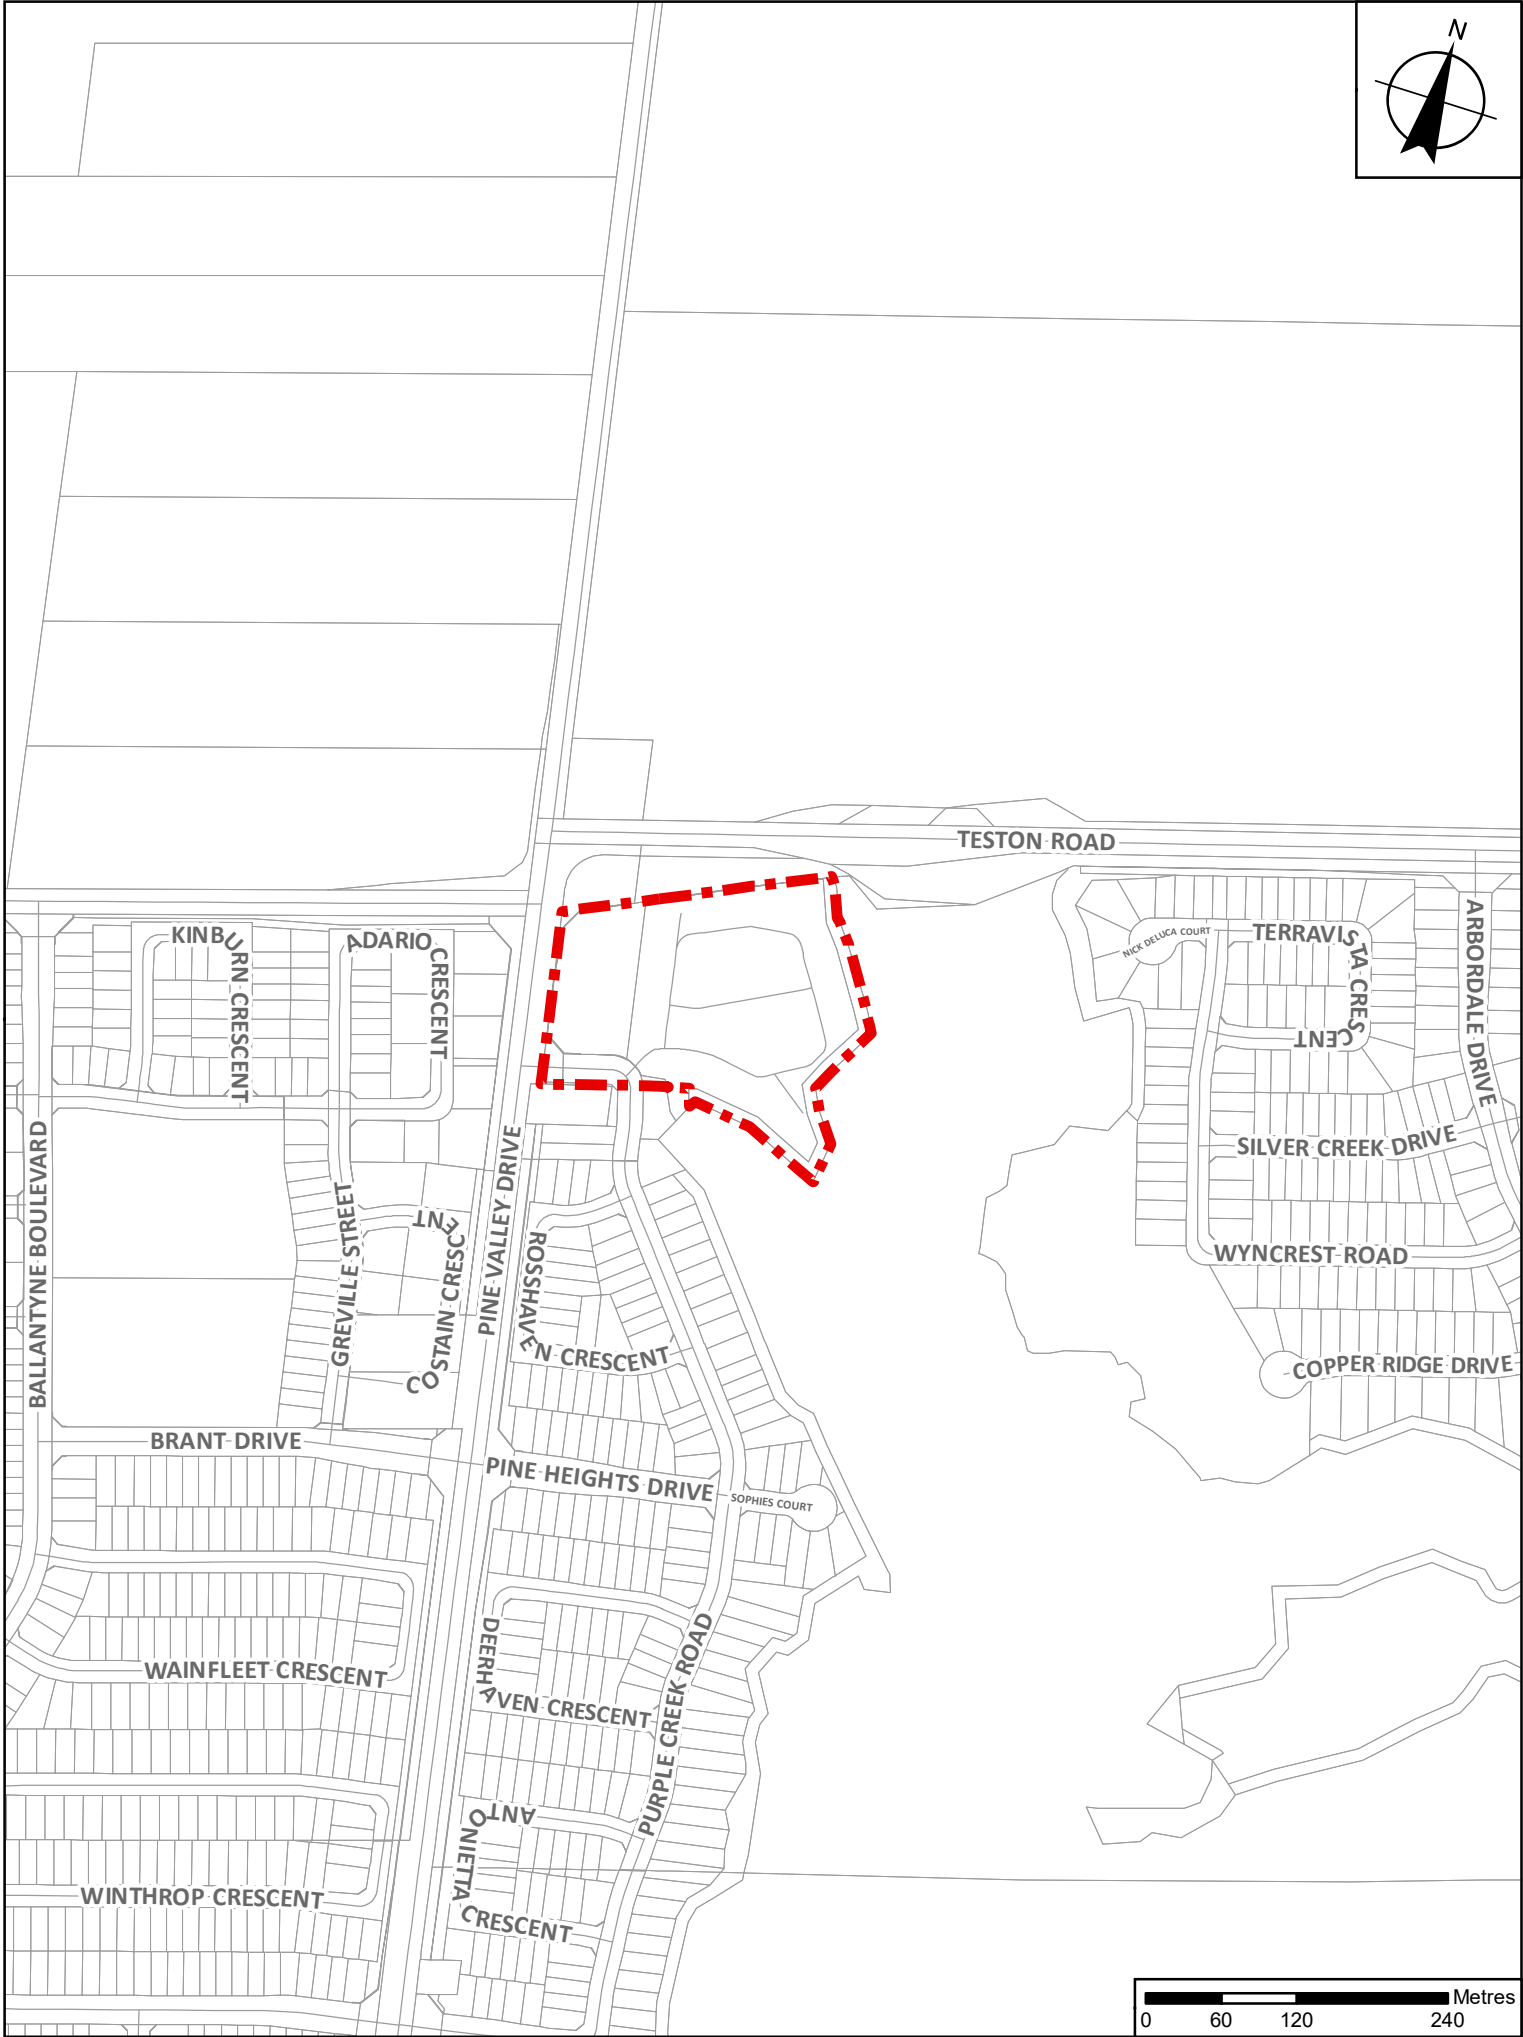 N
TESTON ROAD
KINBURN CRESCENT
ADARIO CRESCENT
NICK DELUCA COURT
TERRAVISTA CRESCENT
ARBORDALE DRIVE
BALLANTYNE BOULEVARD
GREVILLE STREET
COSTAIN CRESCENT
PINE VALLEY DRIVE
ROSSHAVEN CRESCENT
SILVER CREEK DRIVE
WYNCREST ROAD
COPPER RIDGE DRIVE
BRANT DRIVE
PINE HEIGHTS DRIVE
SOPHIES COURT
WAINFLEET CRESCENT
DEERHAVEN CRESCENT
PURPLE CREEK ROAD
ANTONIETTA CRESCENT
WINTHROP CRESCENT
Metres
0 60 120 240